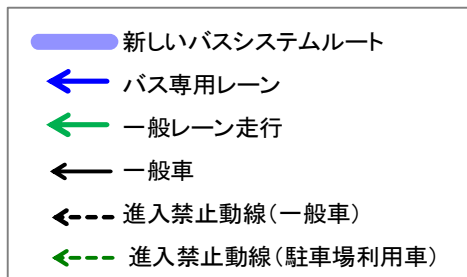 新しいバスシステムルート
バス専用レーン
一般レーン走行
一般車
進入禁止動線（一般車）
進入禁止動線（駐車場利用車）